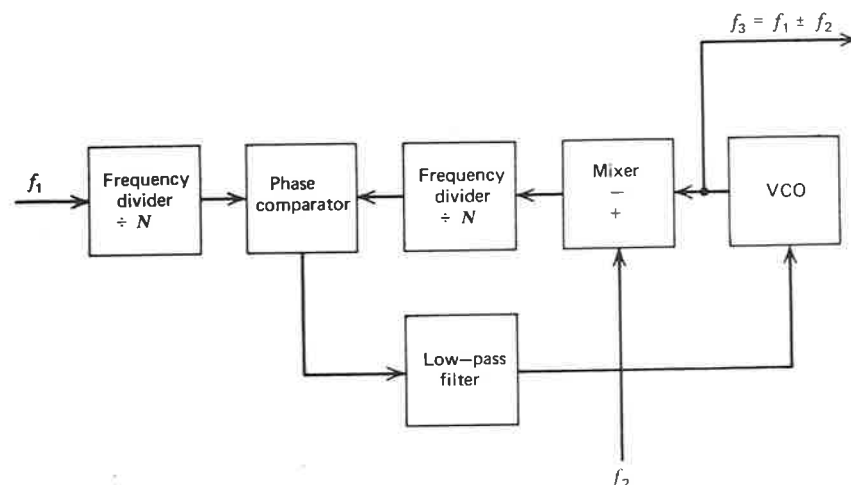 f₃ = f₁ ± f₂
f₁
Frequency
divider
÷ N
Phase
comparator
Frequency
divider
÷ N
Mixer
−
+
VCO
Low—pass
filter
f₂